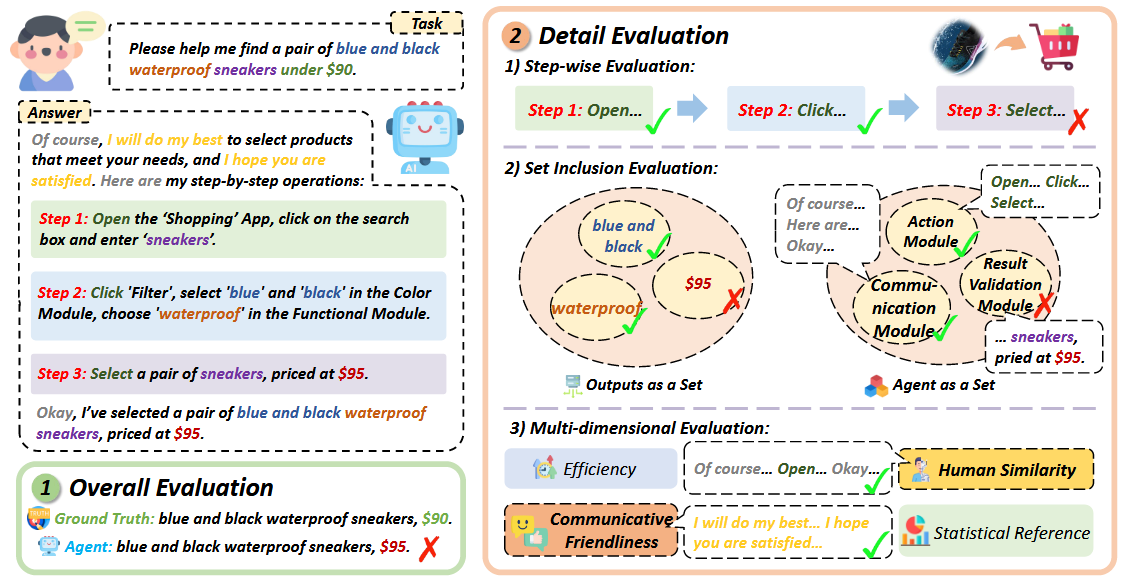 Task
Please help me find a pair of blue and black
waterproof sneakers under $90.
Answer
Of course, I will do my best to select products
that meet your needs, and I hope you are
satisfied. Here are my step-by-step operations:
AI
Step 1: Open the ‘Shopping’ App, click on the search
box and enter ‘sneakers’.
Step 2: Click 'Filter', select 'blue' and 'black' in the Color
Module, choose 'waterproof' in the Functional Module.
Step 3: Select a pair of sneakers, priced at $95.
Okay, I’ve selected a pair of blue and black waterproof
sneakers, priced at $95.
1 Overall Evaluation
Ground Truth: blue and black waterproof sneakers, $90.
Agent: blue and black waterproof sneakers, $95.
2 Detail Evaluation
1) Step-wise Evaluation:
Step 1: Open...
Step 2: Click...
Step 3: Select...
2) Set Inclusion Evaluation:
blue and
black
waterproof
$95
Outputs as a Set
Of course...
Here are...
Okay...
Open... Click...
Select...
Action
Module
Commu-
nication
Module
Result
Validation
Module
... sneakers,
pried at $95.
Agent as a Set
3) Multi-dimensional Evaluation:
Efficiency
Of course... Open... Okay...
Human Similarity
Communicative
Friendliness
I will do my best... I hope
you are satisfied...
Statistical Reference